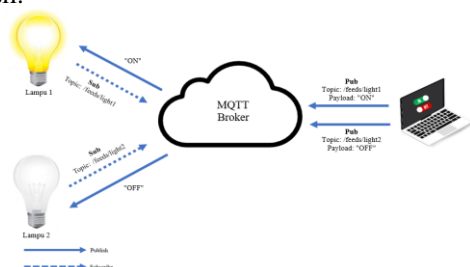 "ON"
Sub
Topic: /feeds/light1
Lampu 1
MQTT
Broker
Pub
Topic: /feeds/light1
Payload: "ON"
Pub
Topic: /feeds/light2
Payload: "OFF"
Sub
Topic: /feeds/light2
"OFF"
Lampu 2
Publish
Subscribe